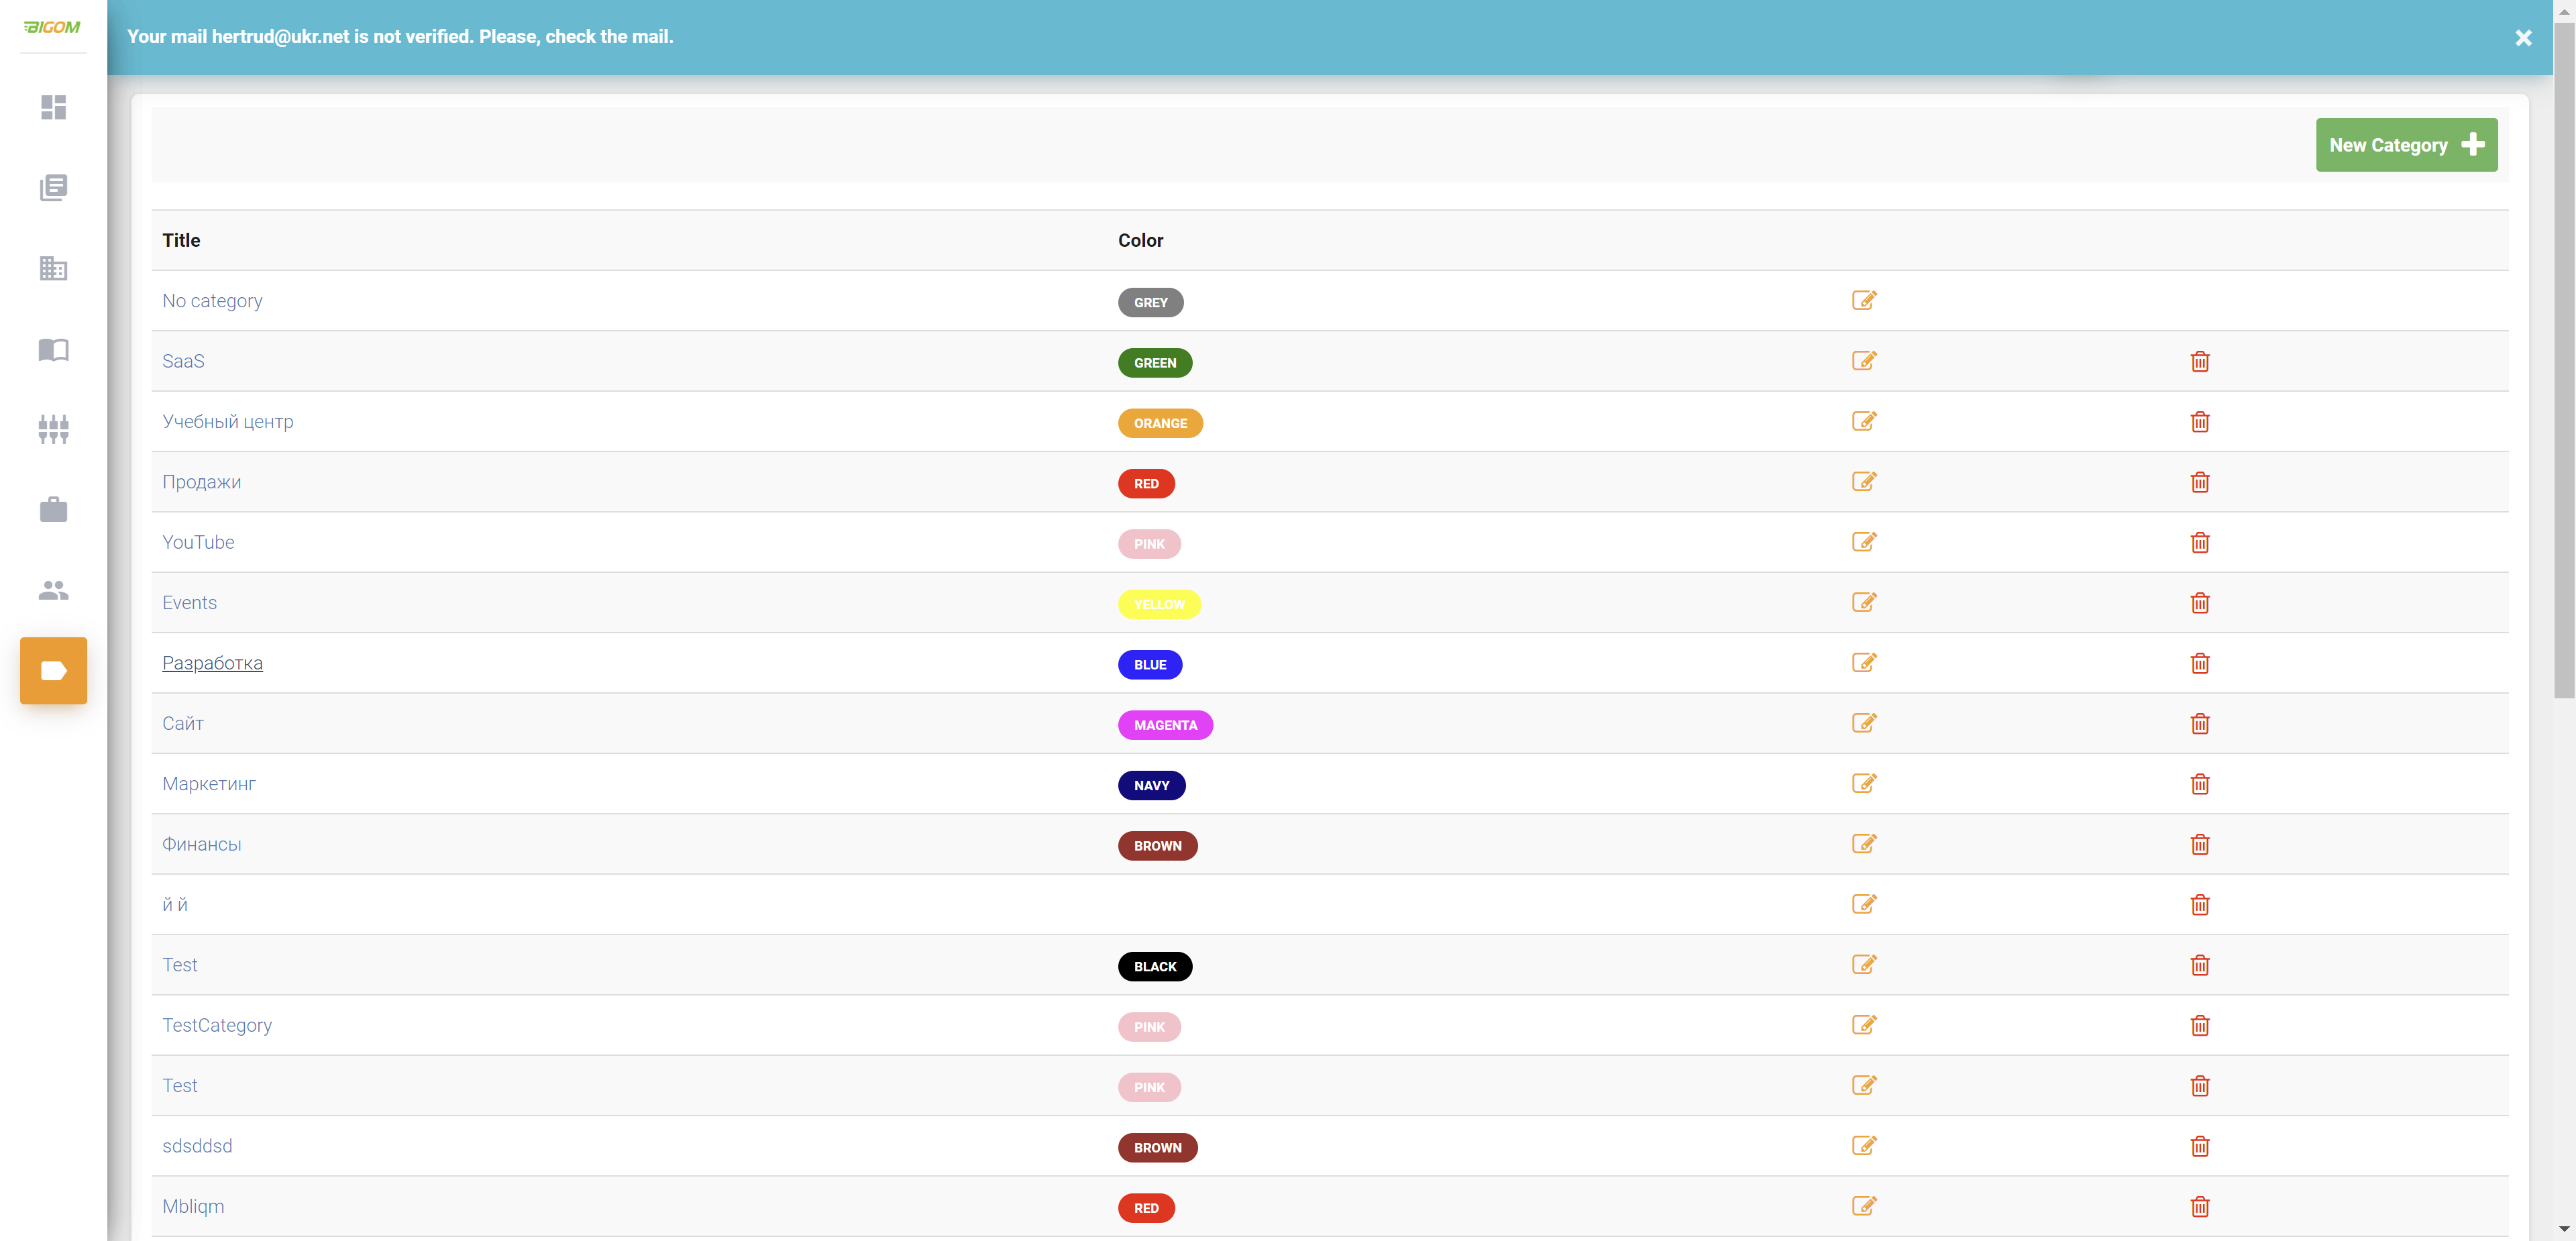 BIGOM
Your mail hertrud@ukr.net is not verified. Please, check the mail.
New Category
Title Color
No category GREY
SaaS GREEN
Учебный центр ORANGE
Продажи RED
YouTube PINK
Events YELLOW
Разработка BLUE
Сайт MAGENTA
Маркетинг NAVY
Финансы BROWN
й й
Test BLACK
TestCategory PINK
Test PINK
sdsddsd BROWN
Mbliqm RED